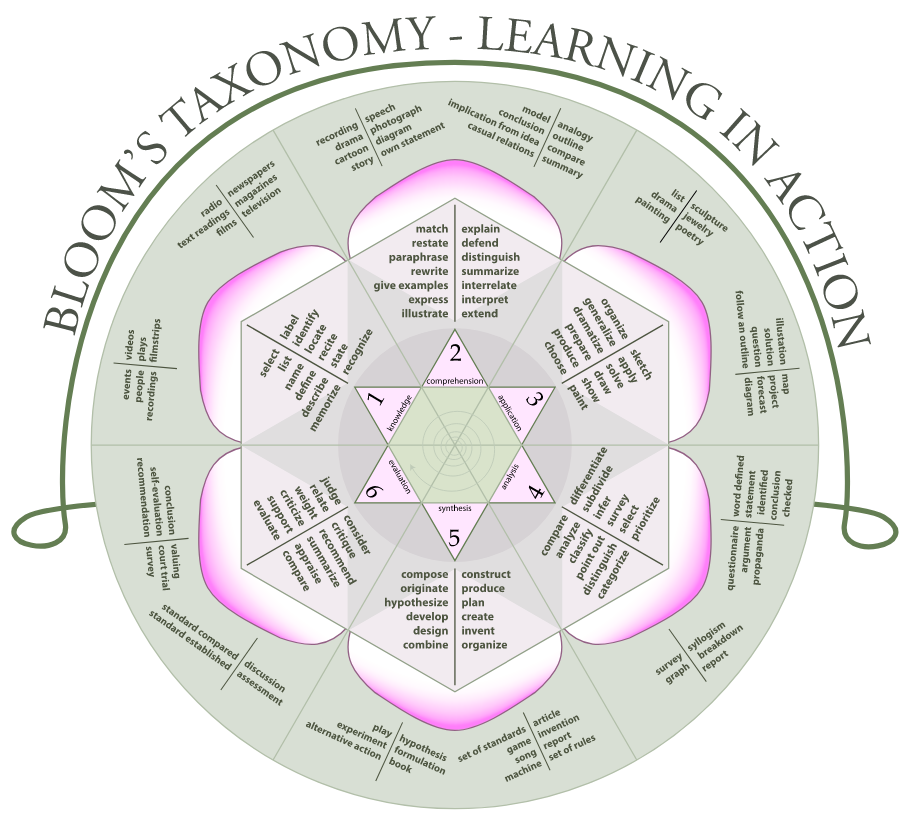 BLOOM'S TAXONOMY - LEARNING IN ACTION
recording
drama
cartoon
story
speech
photograph
diagram
own statement
model
conclusion
implication from idea
casual relations
analogy
outline
compare
summary
radio
text readings
films
newspapers
magazines
television
list
drama
painting
sculpture
jewelry
poetry
events
people
recordings
videos
plays
filmstrips
illustation
solution
question
follow an outline
map
project
forecast
diagram
match
restate
paraphrase
rewrite
give examples
express
illustrate
explain
defend
distinguish
summarize
interrelate
interpret
extend
select
list
name
define
describe
memorize
label
identify
locate
recite
state
recognize
organize
generalize
dramatize
prepare
produce
choose
sketch
apply
solve
draw
show
paint
1
knowledge
2
comprehension
3
application
4
analysis
5
synthesis
6
evaluation
judge
relate
weight
criticize
support
evaluate
consider
critique
recommend
summarize
appraise
compare
differentiate
subdivide
infer
survey
select
prioritize
compare
analyze
classify
point out
distinguish
categorize
compose
originate
hypothesize
develop
design
combine
construct
produce
plan
create
invent
organize
conclusion
self-evaluation
recommendation
valuing
court trial
survey
word defined
statement
identified
conclusion
checked
questionnaire
argument
propaganda
standard compared
standard established
discussion
assessment
survey
graph
syllogism
breakdown
report
play
experiment
alternative action
hypothesis
formulation
book
set of standards
game
song
machine
article
invention
report
set of rules